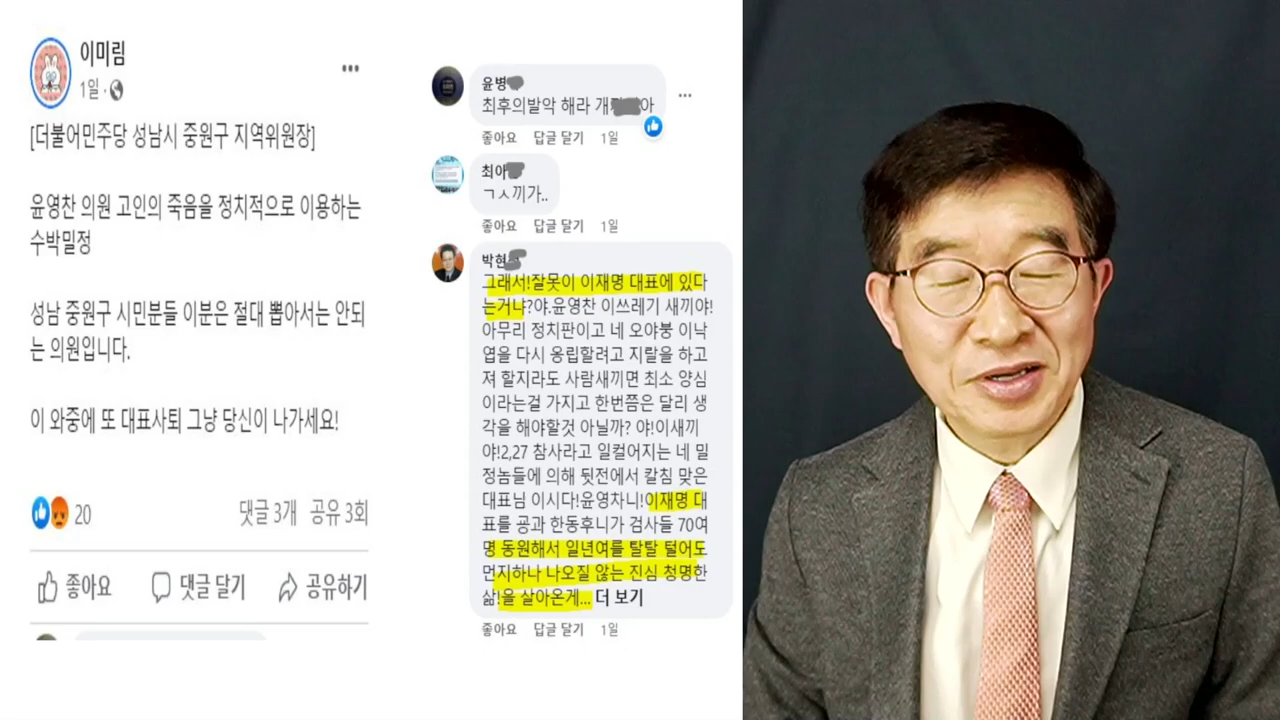 이미림
1일
[더불어민주당 성남시 중원구 지역위원장]
윤영찬 의원 고인의 죽음을 정치적으로 이용하는
수박밀정
성남 중원구 시민분들 이분은 절대 뽑아서는 안되
는 의원입니다.
이 와중에 또 대표사퇴 그냥 당신이 나가세요!
20
댓글 3개 공유 3회
좋아요 댓글 달기 공유하기
윤병
최후의발악 해라 개 아
좋아요 답글 달기 1일
최아
ㄱㅅ끼가..
좋아요 답글 달기 1일
박현
그래서!잘못이 이재명 대표에 있다
는거냐?야.윤영찬 이쓰레기 새끼야!
아무리 정치판이고 네 오야붕 이낙
엽을 다시 옹립할려고 지랄을 하고
져 할지라도 사람새끼면 최소 양심
이라는걸 가지고 한번쯤은 달리 생
각을 해야할것 아닐까? 야!이새끼
야!2,27 참사라고 일컬어지는 네 밀
정놈들에 의해 뒷전에서 칼침 맞은
대표님 이시다!윤영차니!이재명 대
표를 굥과 한동후니가 검사들 70여
명 동원해서 일년여를 탈탈 털어도
먼지하나 나오질 않는 진심 청명한
삶!을 살아온게... 더 보기
좋아요 답글 달기 1일